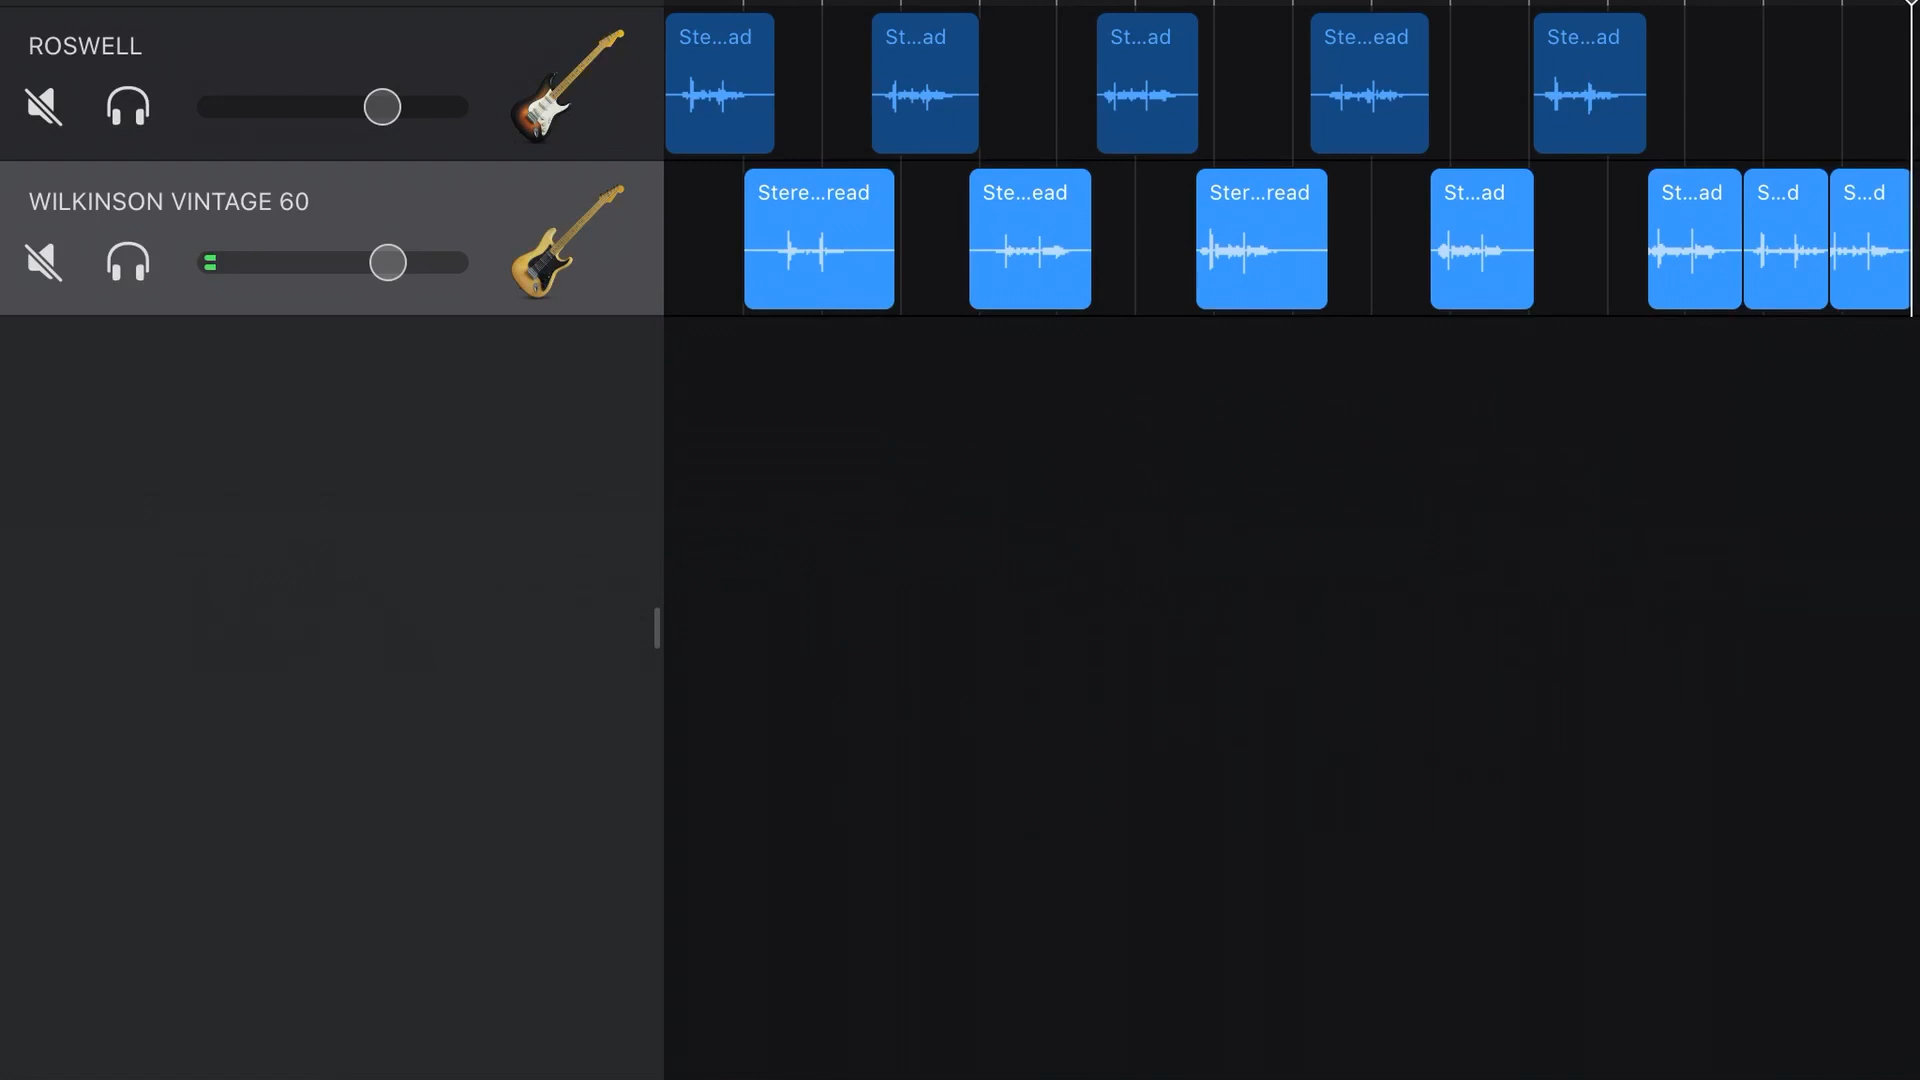 ROSWELL
Ste...ad St...ad St...ad Ste...ead Ste...ad
WILKINSON VINTAGE 60
Stere...read Ste...ead Ster...read St...ad St...ad S...d S...d